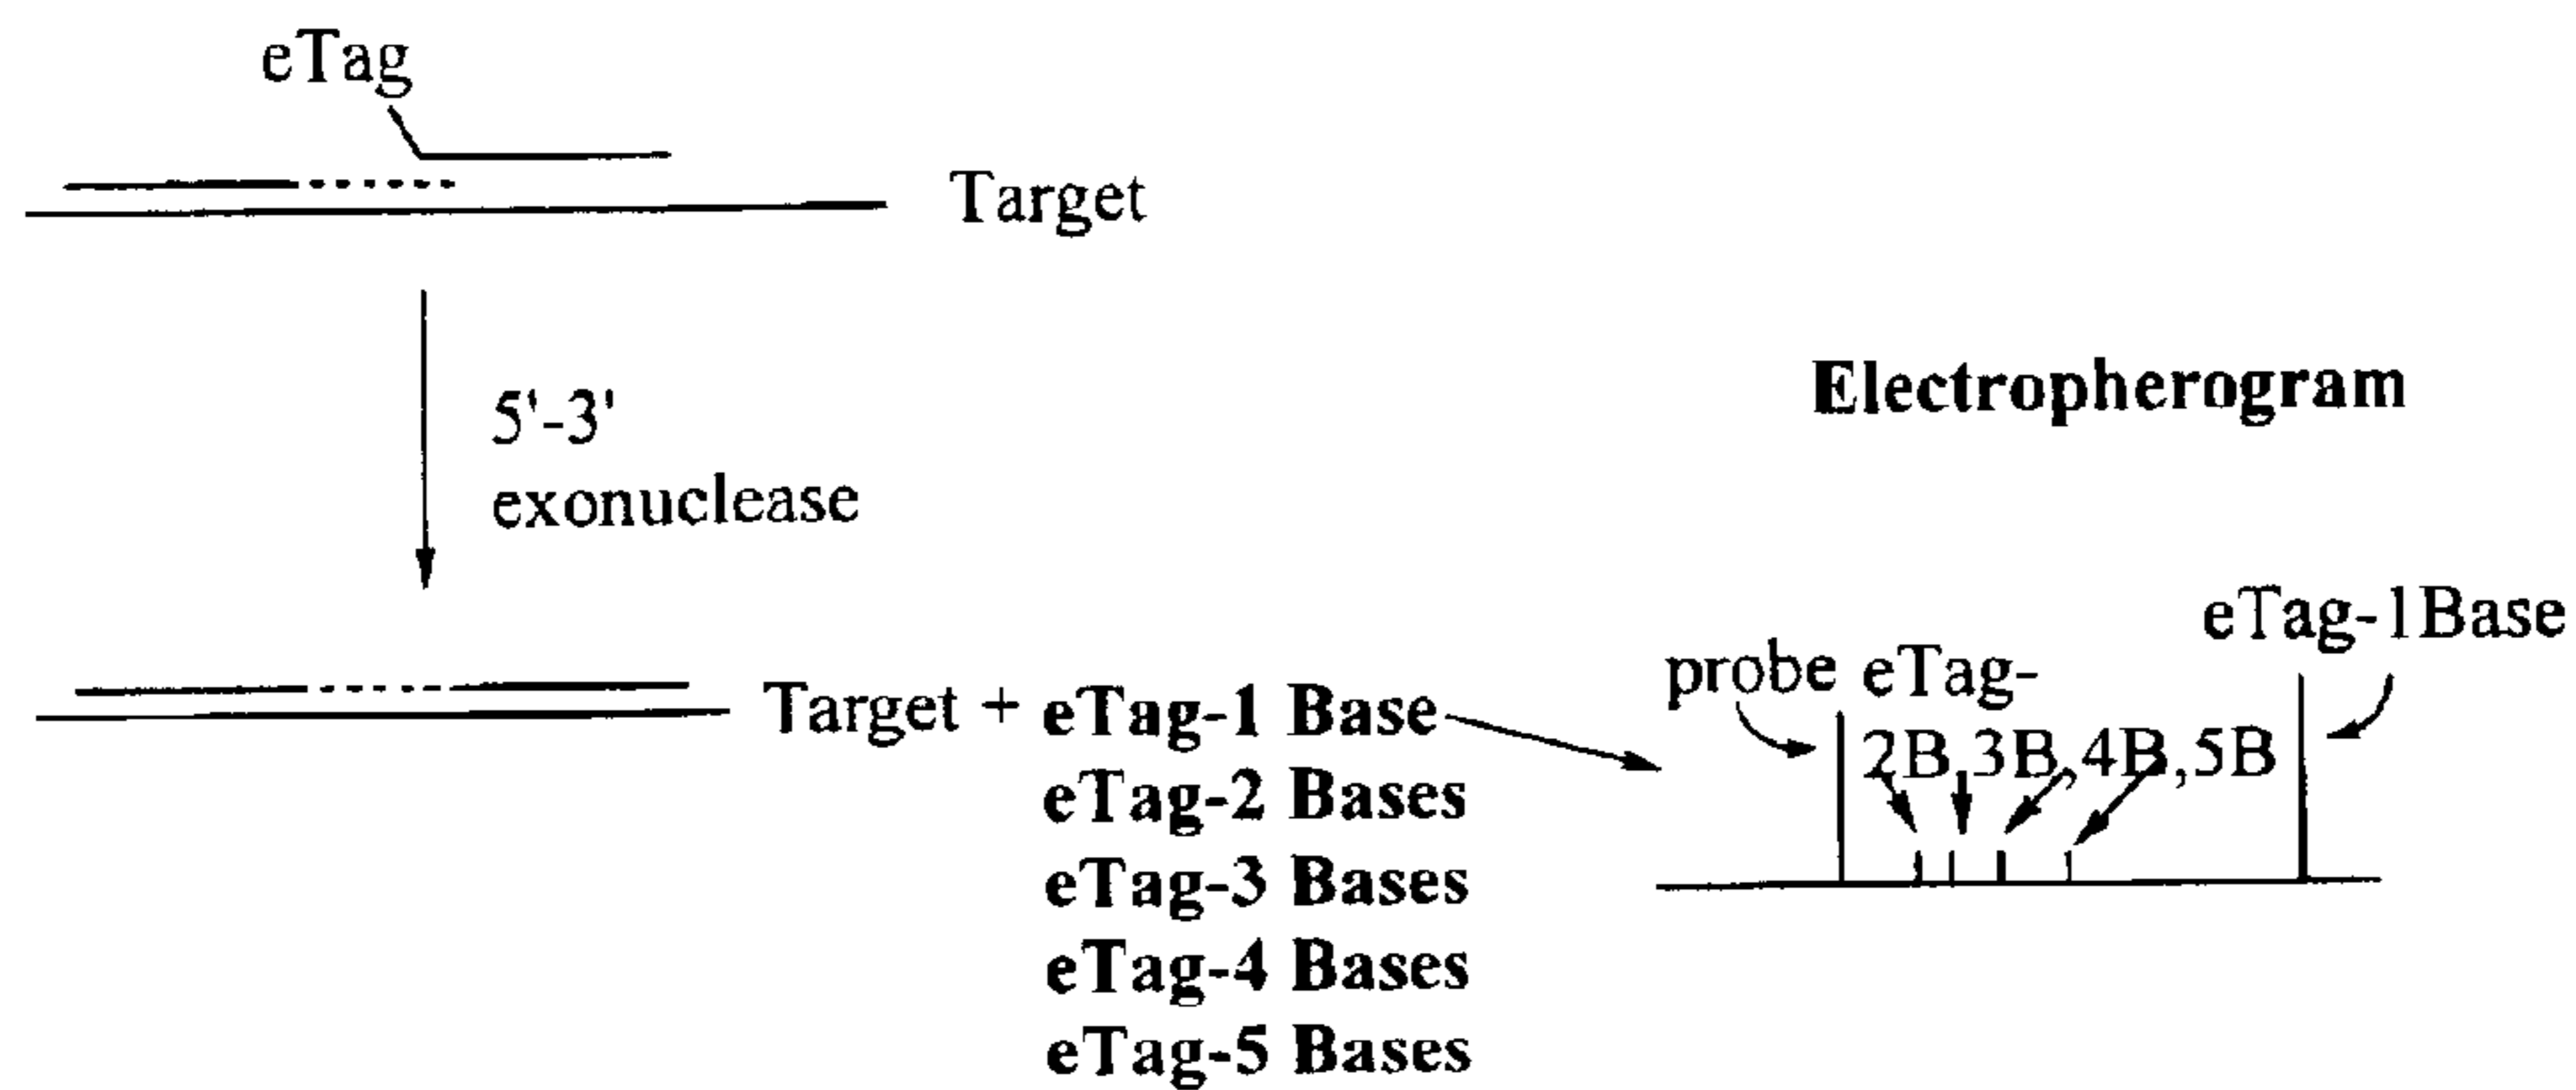 eTag
Target
5'-3'
exonuclease
Electropherogram
eTag-1Base
probe eTag-
2B,3B,4B,5B
Target + eTag-1 Base
eTag-2 Bases
eTag-3 Bases
eTag-4 Bases
eTag-5 Bases